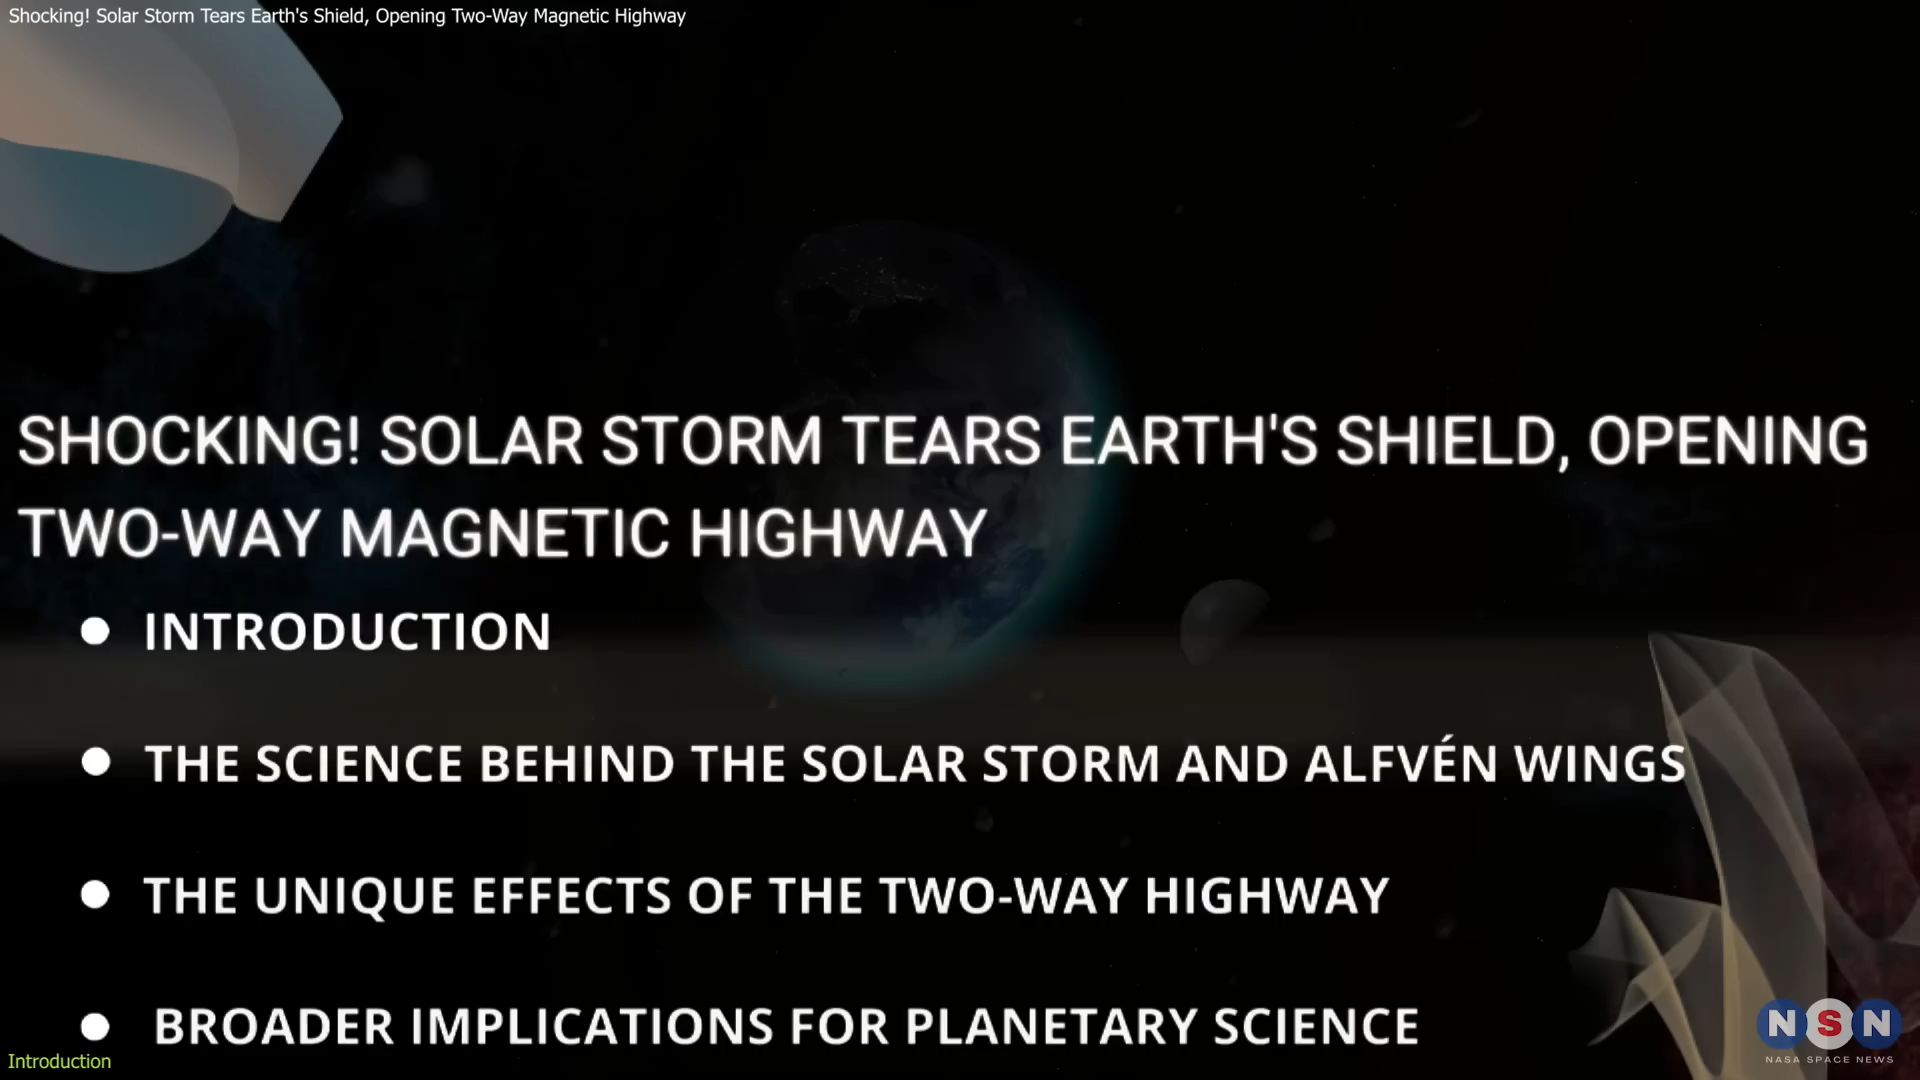 Shocking! Solar Storm Tears Earth's Shield, Opening Two-Way Magnetic Highway
SHOCKING! SOLAR STORM TEARS EARTH'S SHIELD, OPENING
TWO-WAY MAGNETIC HIGHWAY
● INTRODUCTION
● THE SCIENCE BEHIND THE SOLAR STORM AND ALFVÉN WINGS
● THE UNIQUE EFFECTS OF THE TWO-WAY HIGHWAY
● BROADER IMPLICATIONS FOR PLANETARY SCIENCE
Introduction
NSN
NASA SPACE NEWS